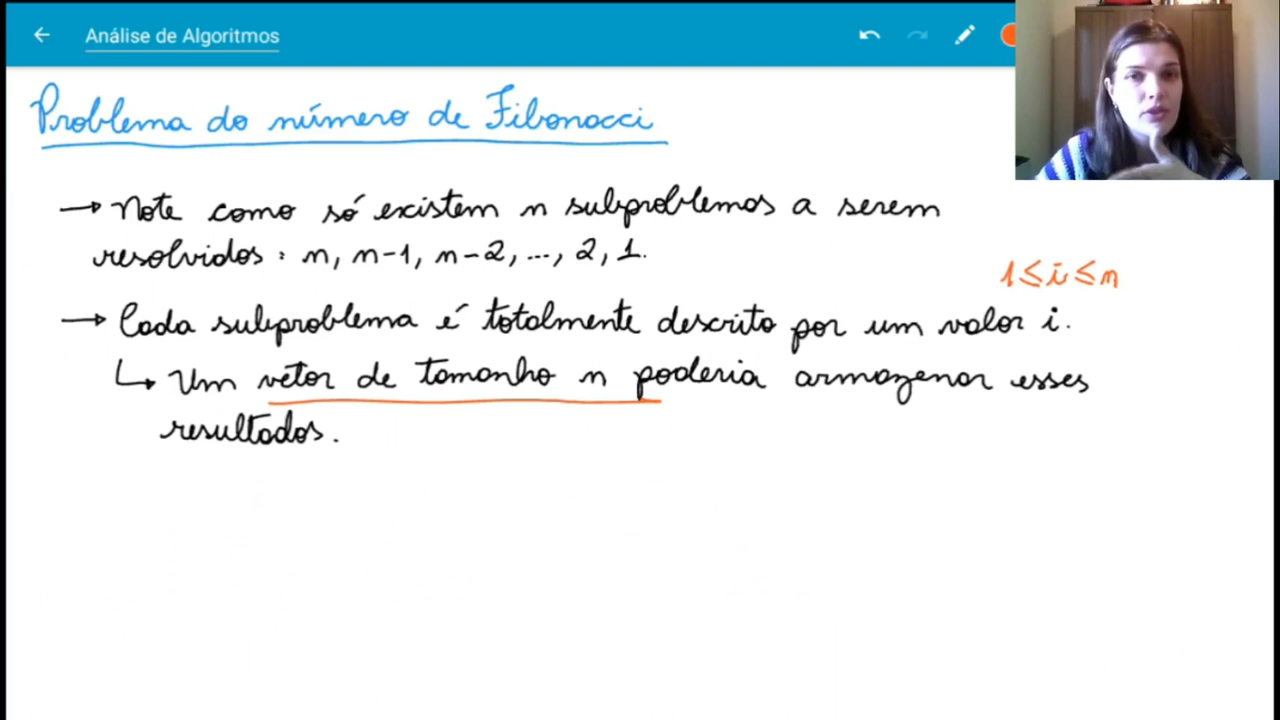 Análise de Algoritmos
Problema do número de Fibonacci
→ Note como só existem n subproblemas a serem
resolvidos: n, n-1, n-2, ..., 2, 1.
1 ≤ i ≤ n
→ Cada subproblema é totalmente descrito por um valor i.
↳ Um vetor de tamanho n poderia armazenar esses
resultados.